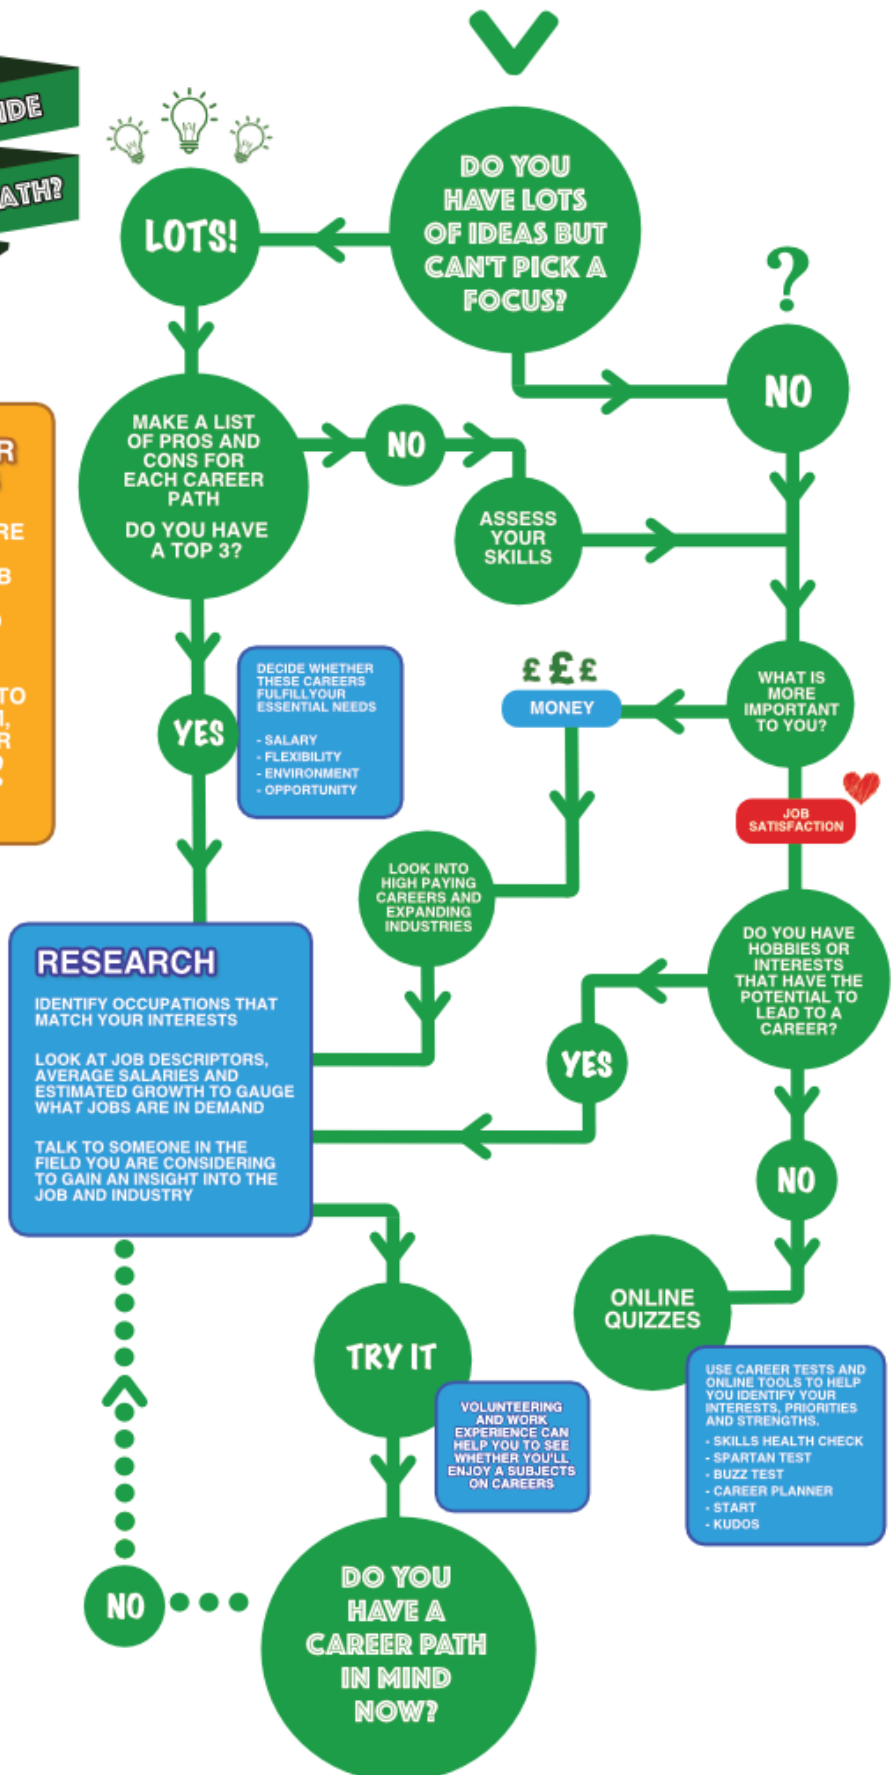 IDE
ATH?
DO YOU
HAVE LOTS
OF IDEAS BUT
CAN'T PICK A
FOCUS?
LOTS!
?
NO
MAKE A LIST
OF PROS AND
CONS FOR
EACH CAREER
PATH
DO YOU HAVE
A TOP 3?
NO
ASSESS
YOUR
SKILLS
R
RE
B
TO
R
YES
DECIDE WHETHER
THESE CAREERS
FULFILLYOUR
ESSENTIAL NEEDS
- SALARY
- FLEXIBILITY
- ENVIRONMENT
- OPPORTUNITY
WHAT IS
MORE
IMPORTANT
TO YOU?
£ £ £
MONEY
JOB
SATISFACTION
LOOK INTO
HIGH PAYING
CAREERS AND
EXPANDING
INDUSTRIES
DO YOU HAVE
HOBBIES OR
INTERESTS
THAT HAVE THE
POTENTIAL TO
LEAD TO A
CAREER?
YES
NO
RESEARCH
IDENTIFY OCCUPATIONS THAT
MATCH YOUR INTERESTS
LOOK AT JOB DESCRIPTORS,
AVERAGE SALARIES AND
ESTIMATED GROWTH TO GAUGE
WHAT JOBS ARE IN DEMAND
TALK TO SOMEONE IN THE
FIELD YOU ARE CONSIDERING
TO GAIN AN INSIGHT INTO THE
JOB AND INDUSTRY
ONLINE
QUIZZES
USE CAREER TESTS AND
ONLINE TOOLS TO HELP
YOU IDENTIFY YOUR
INTERESTS, PRIORITIES
AND STRENGTHS.
- SKILLS HEALTH CHECK
- SPARTAN TEST
- BUZZ TEST
- CAREER PLANNER
- START
- KUDOS
TRY IT
VOLUNTEERING
AND WORK
EXPERIENCE CAN
HELP YOU TO SEE
WHETHER YOU'LL
ENJOY A SUBJECTS
ON CAREERS
DO YOU
HAVE A
CAREER PATH
IN MIND
NOW?
NO